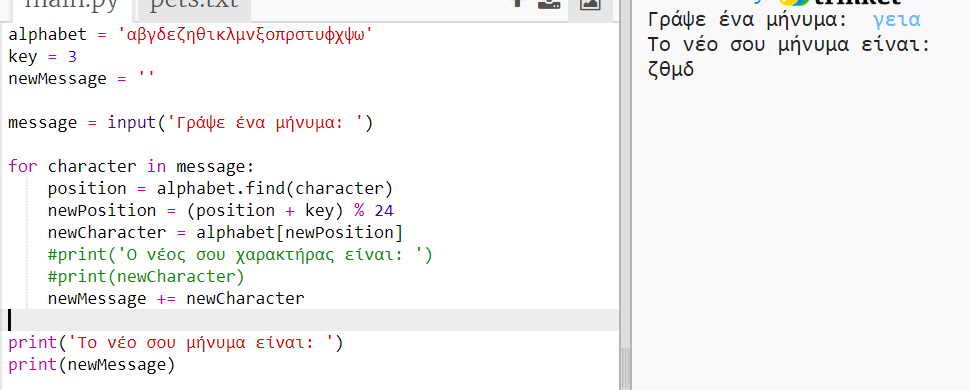 main.py pets.txt
alphabet = 'αβγδεζηθικλμνξοπρστυφχψω'
key = 3
newMessage = ''
message = input('Γράψε ένα μήνυμα: ')
for character in message:
position = alphabet.find(character)
newPosition = (position + key) % 24
newCharacter = alphabet[newPosition]
#print('Ο νέος σου χαρακτήρας είναι: ')
#print(newCharacter)
newMessage += newCharacter
print('Το νέο σου μήνυμα είναι: ')
print(newMessage)
trinket
Γράψε ένα μήνυμα: γεια
Το νέο σου μήνυμα είναι:
ζθμδ